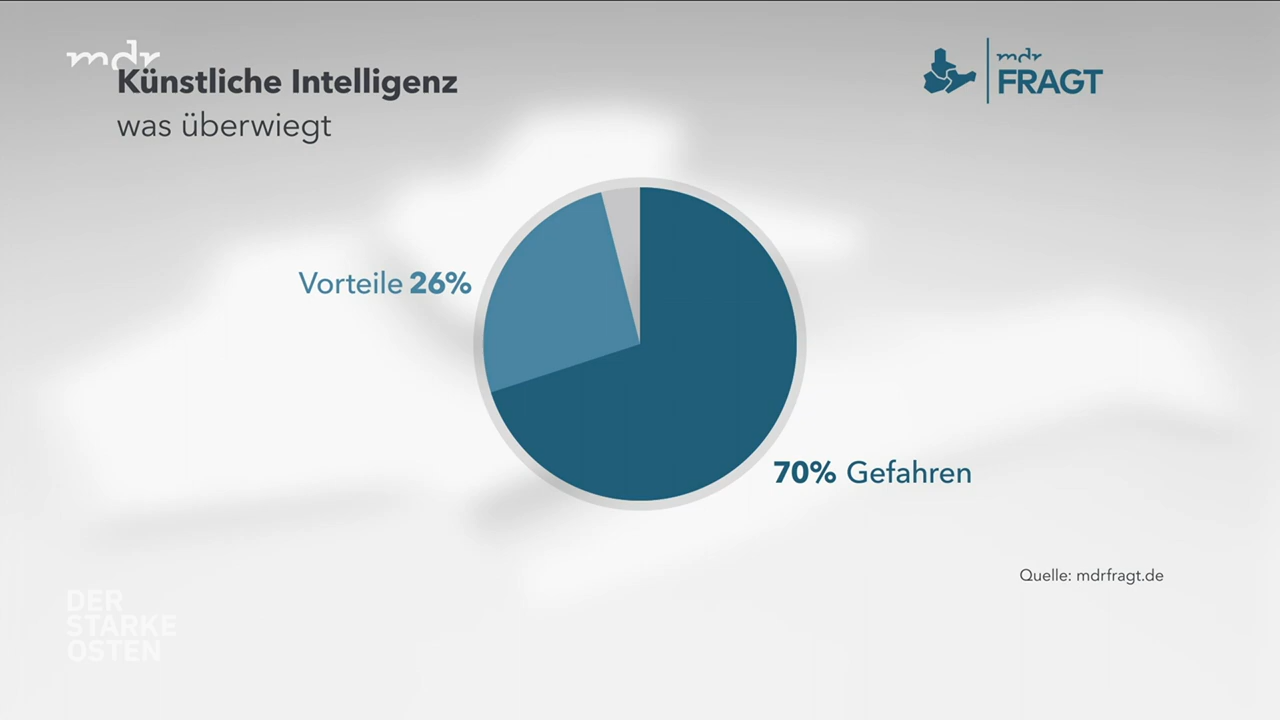 mdr
Künstliche Intelligenz
was überwiegt
mdr
FRAGT
Vorteile 26%
70% Gefahren
Quelle: mdrfragt.de
DER
STARKE
OSTEN